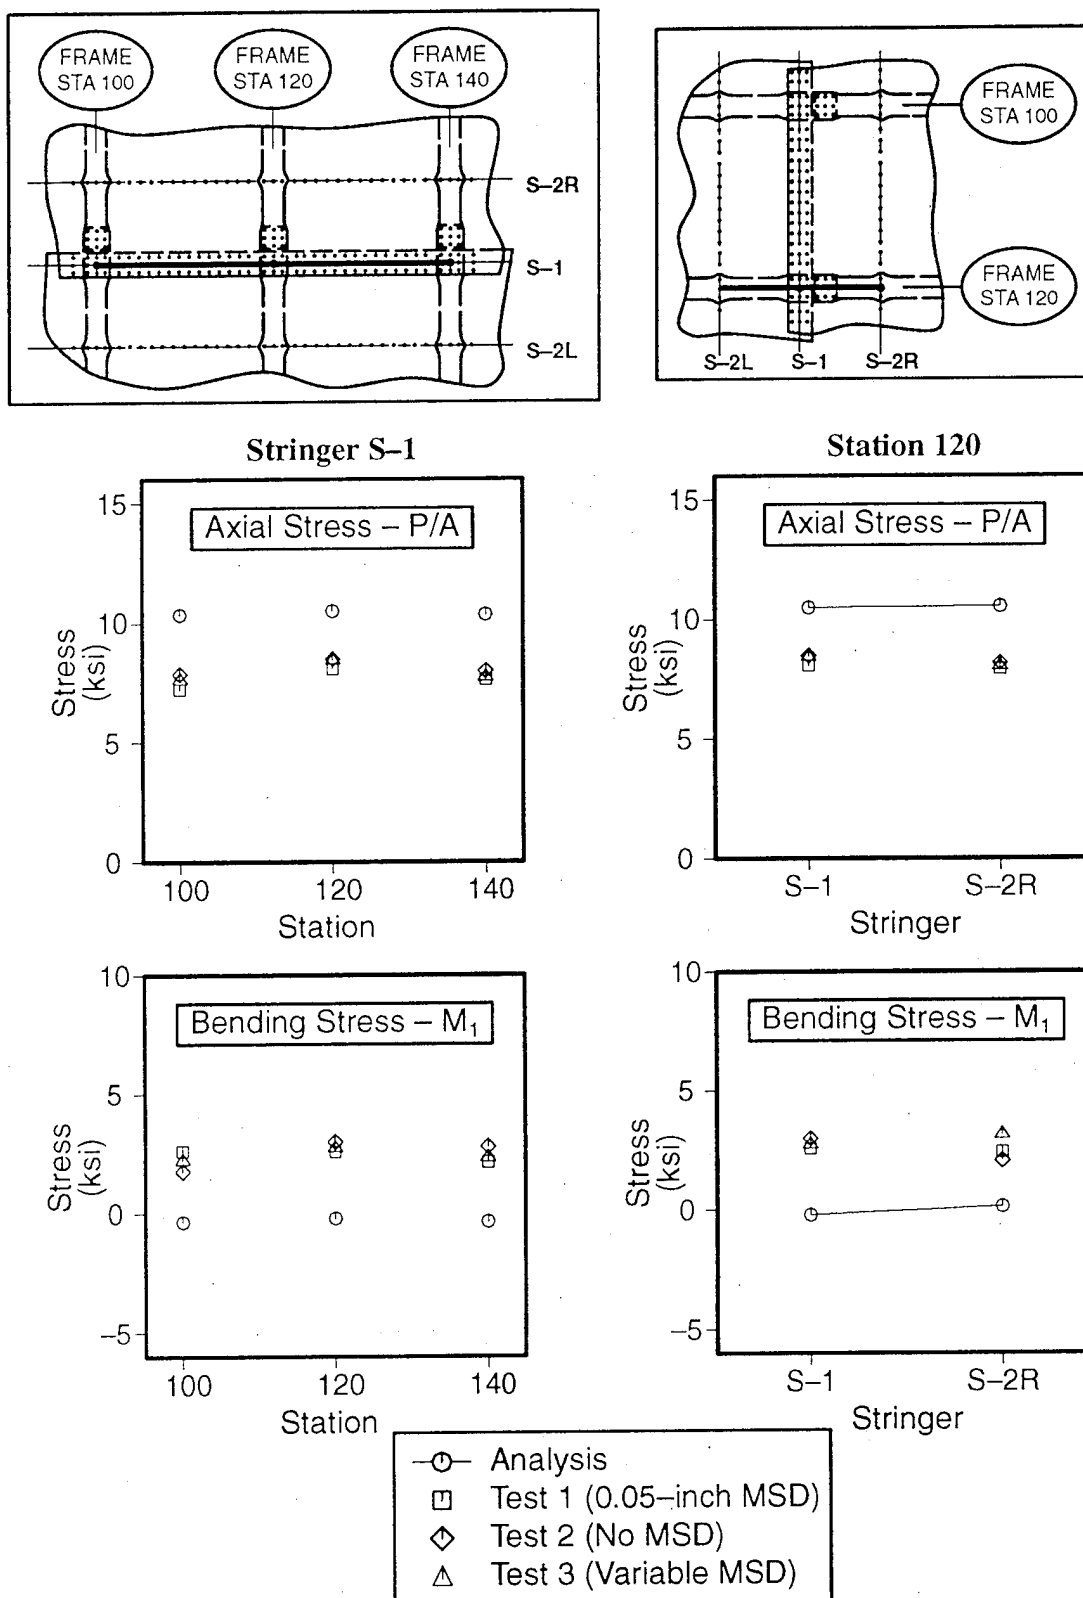 FRAME
STA 100
FRAME
STA 120
FRAME
STA 140
S–2R
S–1
S–2L
FRAME
STA 100
FRAME
STA 120
S–2L
S–1
S–2R
Stringer S–1
Axial Stress – P/A
15
10
5
0
Stress
(ksi)
100
120
140
Station
Station 120
Axial Stress – P/A
15
10
5
0
Stress
(ksi)
S–1
S–2R
Stringer
Bending Stress – M₁
10
5
0
–5
Stress
(ksi)
100
120
140
Station
Bending Stress – M₁
10
5
0
–5
Stress
(ksi)
S–1
S–2R
Stringer
Analysis
Test 1 (0.05–inch MSD)
Test 2 (No MSD)
Test 3 (Variable MSD)